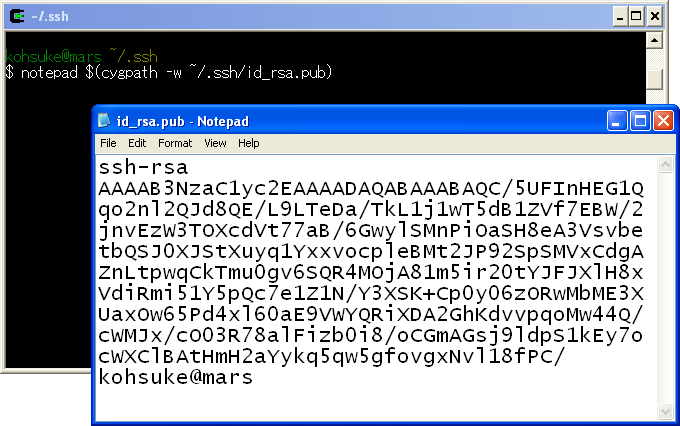 ~/.ssh
kohsuke@mars ~/.ssh
$ notepad $(cygpath -w ~/.ssh/id_rsa.pub)
id_rsa.pub - Notepad
File Edit Format View Help
ssh-rsa
AAAAB3NzaC1yc2EAAAADAQABAAABAQC/5UFInHEG1Q
qo2nl2QJd8QE/L9LTeDa/TkL1j1wT5dB1ZVf7EBW/2
jnvEzW3TOXcdVt77aB/6GwylSMnPiOaSH8eA3Vsvbe
tbQSJ0XJStXuyq1YxxvocpleBMt2JP92SpSMVxCdgA
ZnLtpwqCkTmu0gv6SQR4MOjA81m5ir20tYJFJXlH8x
VdiRmi51Y5pQc7e1Z1N/Y3XSK+Cp0y06zORwMbME3X
UaxOw65Pd4xl60aE9VWYQRiXDA2GhKdvvpqoMw44Q/
cWMJx/cO03R78alFizb0i8/oCGmAGsj9ldpS1kEy7o
cWXClBAtHmH2aYykq5qw5gfovgxNvl18fPC/
kohsuke@mars